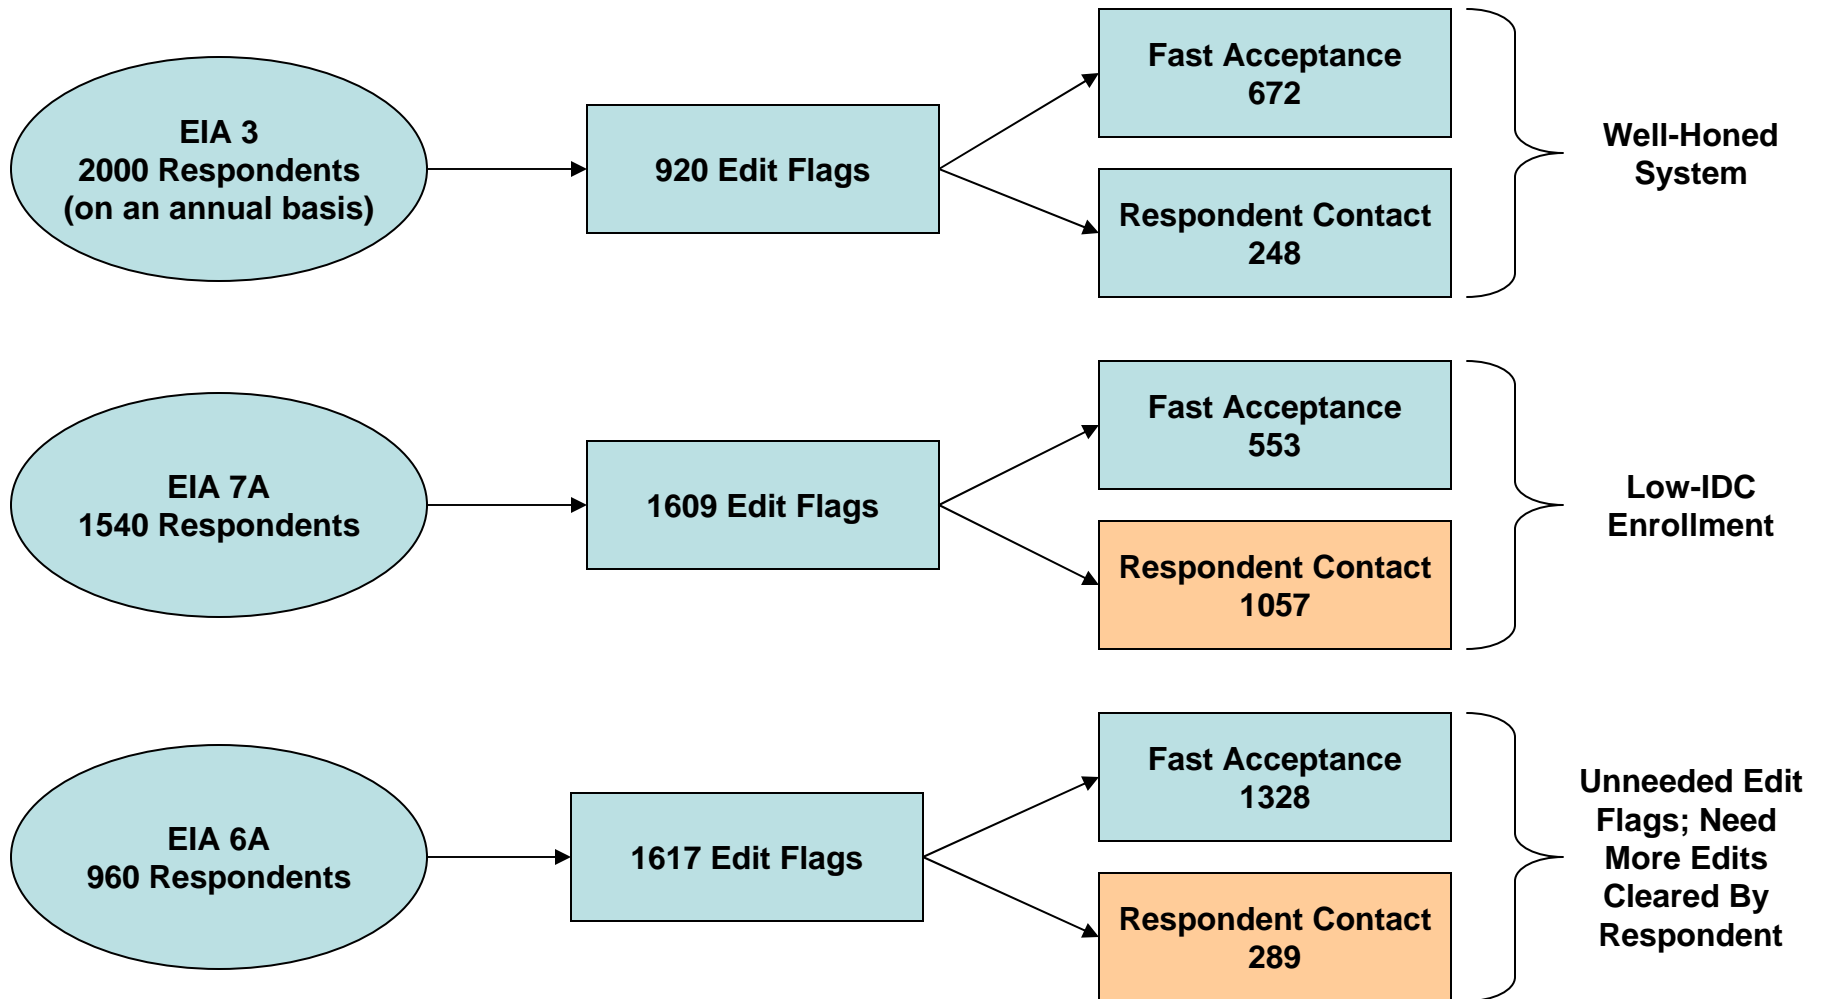 EIA 3
2000 Respondents
(on an annual basis)
920 Edit Flags
Fast Acceptance
672
Respondent Contact
248
Well-Honed
System
EIA 7A
1540 Respondents
1609 Edit Flags
Fast Acceptance
553
Respondent Contact
1057
Low-IDC
Enrollment
EIA 6A
960 Respondents
1617 Edit Flags
Fast Acceptance
1328
Respondent Contact
289
Unneeded Edit
Flags; Need
More Edits
Cleared By
Respondent